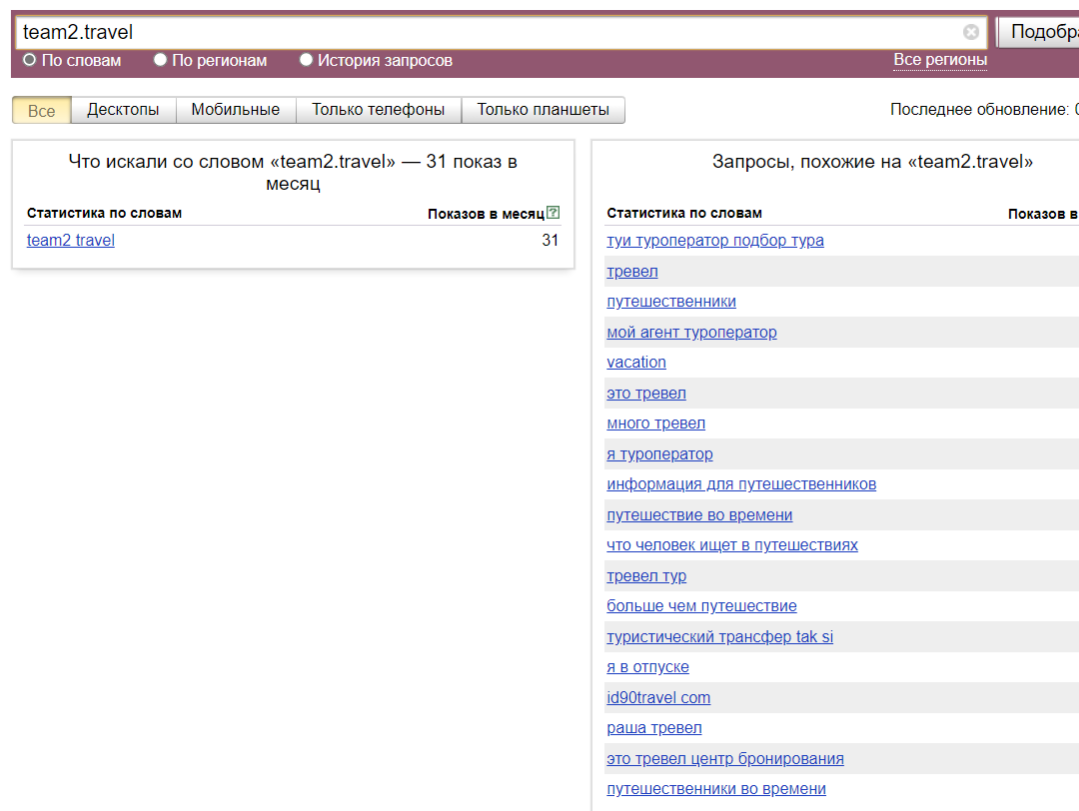 team2.travel
Подобра
По словам
По регионам
История запросов
Все регионы
Все
Десктопы
Мобильные
Только телефоны
Только планшеты
Последнее обновление: 0
Что искали со словом «team2.travel» — 31 показ в
месяц
Статистика по словам
Показов в месяц
?
team2 travel
31
Запросы, похожие на «team2.travel»
Статистика по словам
Показов в
туи туроператор подбор тура
тревел
путешественники
мой агент туроператор
vacation
это тревел
много тревел
я туроператор
информация для путешественников
путешествие во времени
что человек ищет в путешествиях
тревел тур
больше чем путешествие
туристический трансфер tak si
я в отпуске
id90travel com
раша тревел
это тревел центр бронирования
путешественники во времени